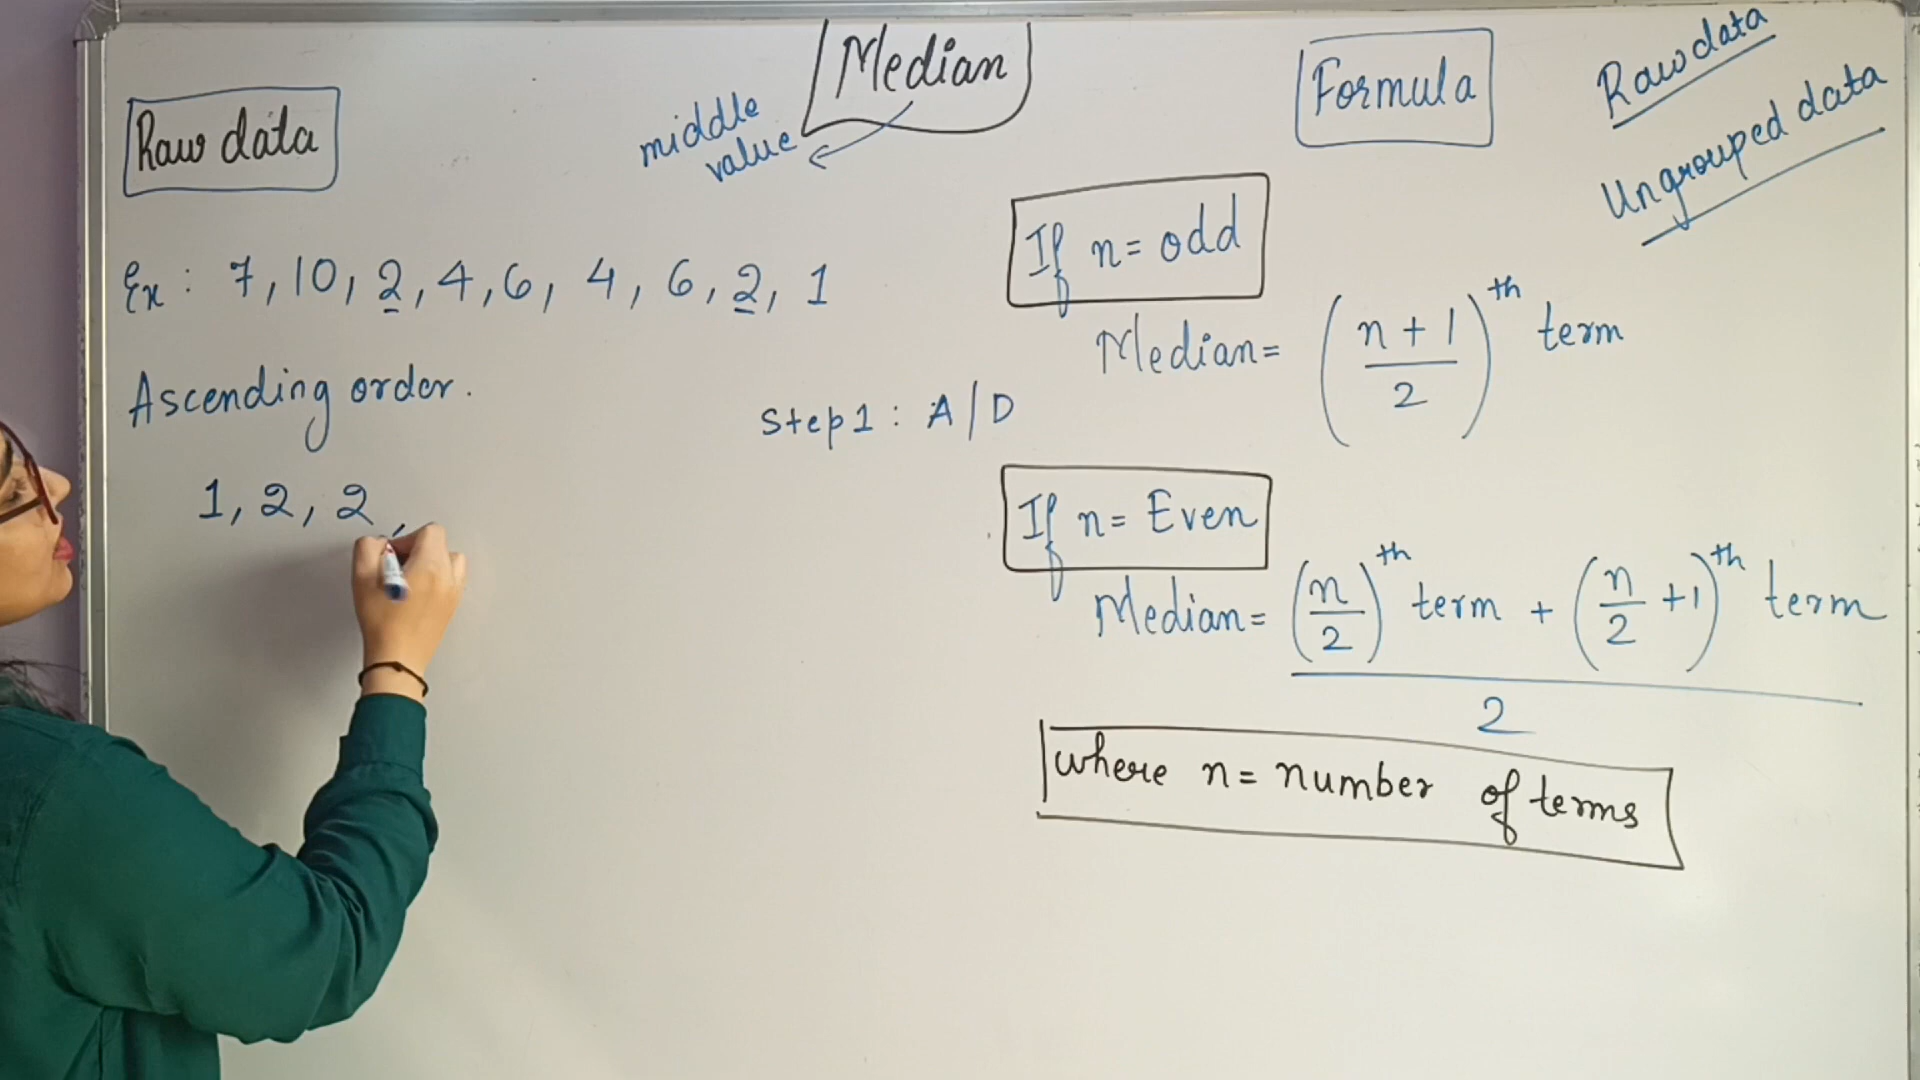 Median
middle
value
Raw data
Ex: 7, 10, 2, 4, 6, 4, 6, 2, 1
Ascending order.
1, 2, 2,
Step 1: A/D
Formula
Raw data
Ungrouped data
If n = odd
Median = (n + 1 / 2)th term
If n = Even
Median = (n/2)th term + (n/2 + 1)th term
2
where n = number of terms